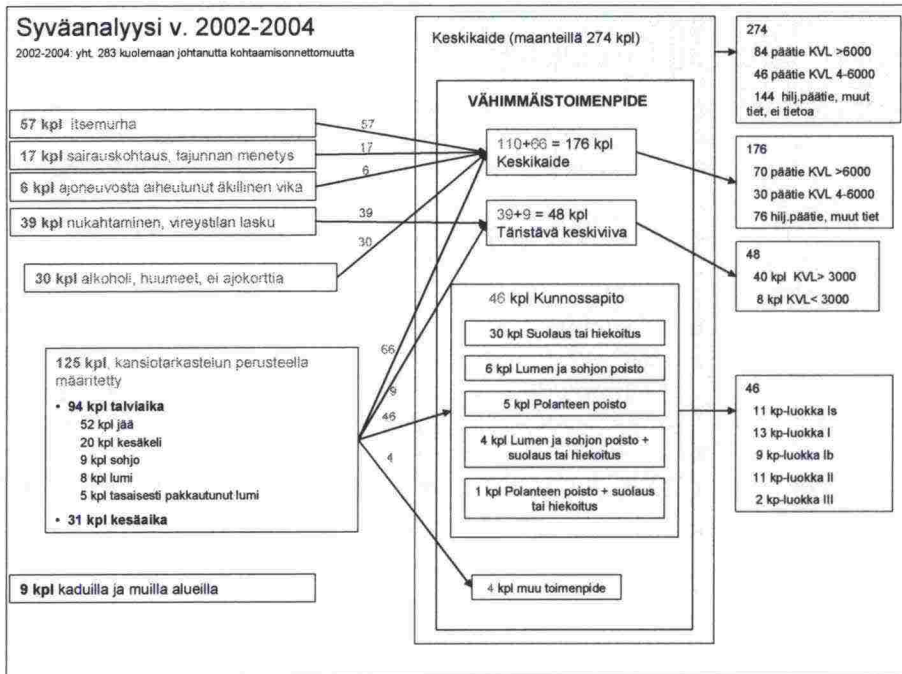 Syväanalyysi v. 2002-2004
2002-2004: yht. 283 kuolemaan johtanutta kohtaamisonnettomuutta
57 kpl itsemurha
17 kpl sairauskohtaus, tajunnan menetys
6 kpl ajoneuvosta aiheutunut äkillinen vika
39 kpl nukahtaminen, vireystilan lasku
30 kpl alkoholi, huumeet, ei ajokorttia
125 kpl, kansiotarkastelun perusteella
määritetty
• 94 kpl talviaika
52 kpl jää
20 kpl kesäkeli
9 kpl sohjo
8 kpl lumi
5 kpl tasaisesti pakkautunut lumi
• 31 kpl kesäaika
9 kpl kaduilla ja muilla alueilla
57
17
6
39
30
66
9
46
4
Keskikaide (maanteillä 274 kpl)
VÄHIMMÄISTOIMENPIDE
110+66 = 176 kpl
Keskikaide
39+9 = 48 kpl
Täristävä keskiviiva
46 kpl Kunnossapito
30 kpl Suolaus tai hiekoitus
6 kpl Lumen ja sohjon poisto
5 kpl Polanteen poisto
4 kpl Lumen ja sohjon poisto +
suolaus tai hiekoitus
1 kpl Polanteen poisto + suolaus
tai hiekoitus
4 kpl muu toimenpide
274
84 päätie KVL >6000
46 päätie KVL 4-6000
144 hilj.päätie, muut
tiet, ei tietoa
176
70 päätie KVL >6000
30 päätie KVL 4-6000
76 hilj.päätie, muut tiet
48
40 kpl KVL> 3000
8 kpl KVL< 3000
46
11 kp-luokka Is
13 kp-luokka I
9 kp-luokka Ib
11 kp-luokka II
2 kp-luokka III